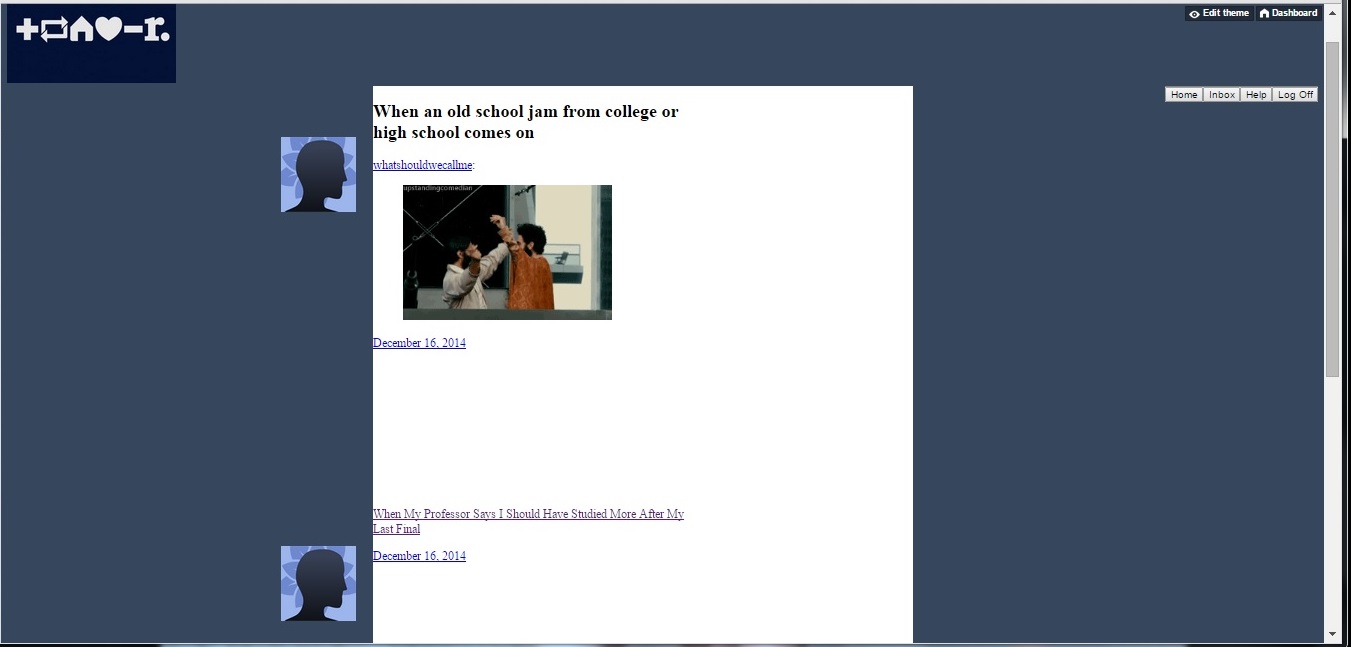 Edit theme
Dashboard
Home
Inbox
Help
Log Off
When an old school jam from college or
high school comes on
whatshouldwecallme:
upstandingcomedian
December 16, 2014
When My Professor Says I Should Have Studied More After My
Last Final
December 16, 2014